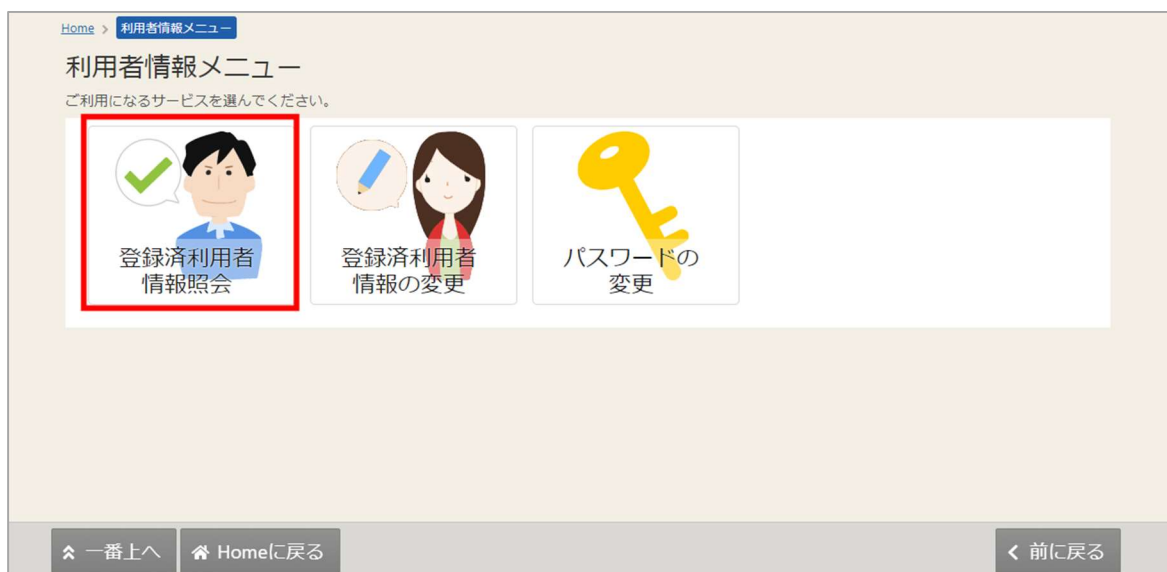 Home > 利用者情報メニュー
利用者情報メニュー
ご利用になるサービスを選んでください。
登録済利用者
情報照会
登録済利用者
情報の変更
パスワードの
変更
一番上へ
Homeに戻る
前に戻る